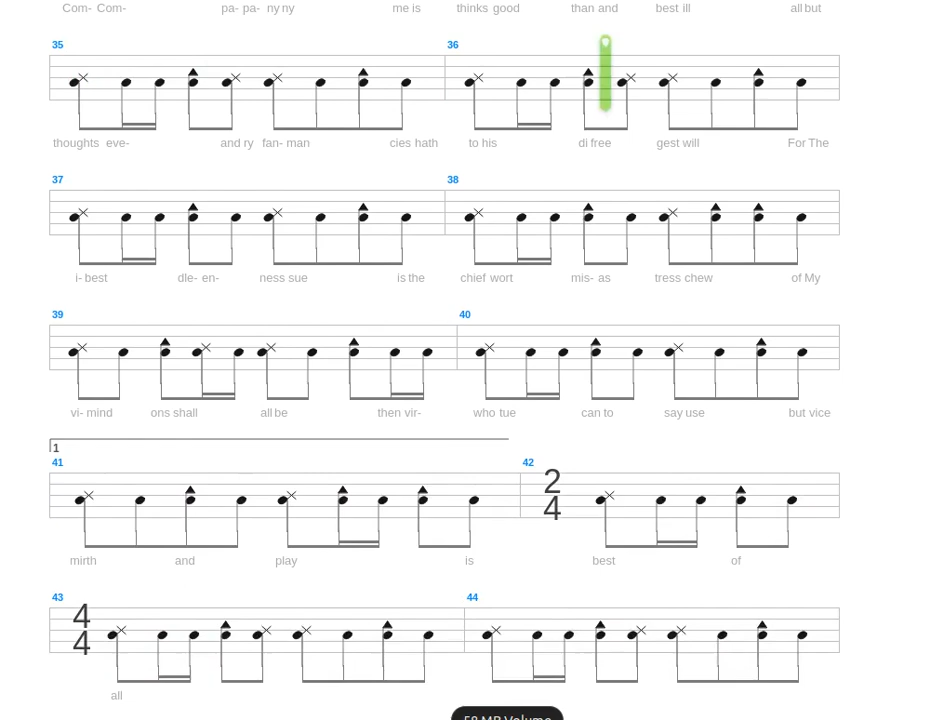 Com- Com- pa- pa- ny ny me is thinks good than and best ill all but
35 36
thoughts eve- and ry fan- man cies hath to his di free gest will For The
37 38
i- best dle- en- ness sue is the chief wort mis- as tress chew of My
39 40
vi- mind ons shall all be then vir- who tue can to say use but vice
1
41 42
2
4
mirth and play is best of
43 44
4
4
all
58 MB Volume